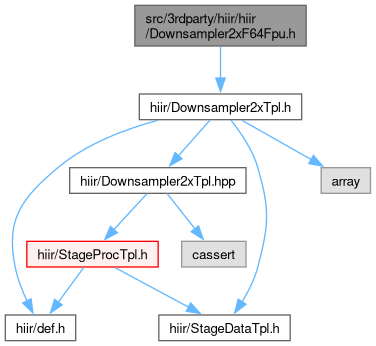 src/3rdparty/hiir/hiir
/Downsampler2xF64Fpu.h
hiir/Downsampler2xTpl.h
hiir/Downsampler2xTpl.hpp
array
hiir/StageProcTpl.h
cassert
hiir/def.h
hiir/StageDataTpl.h